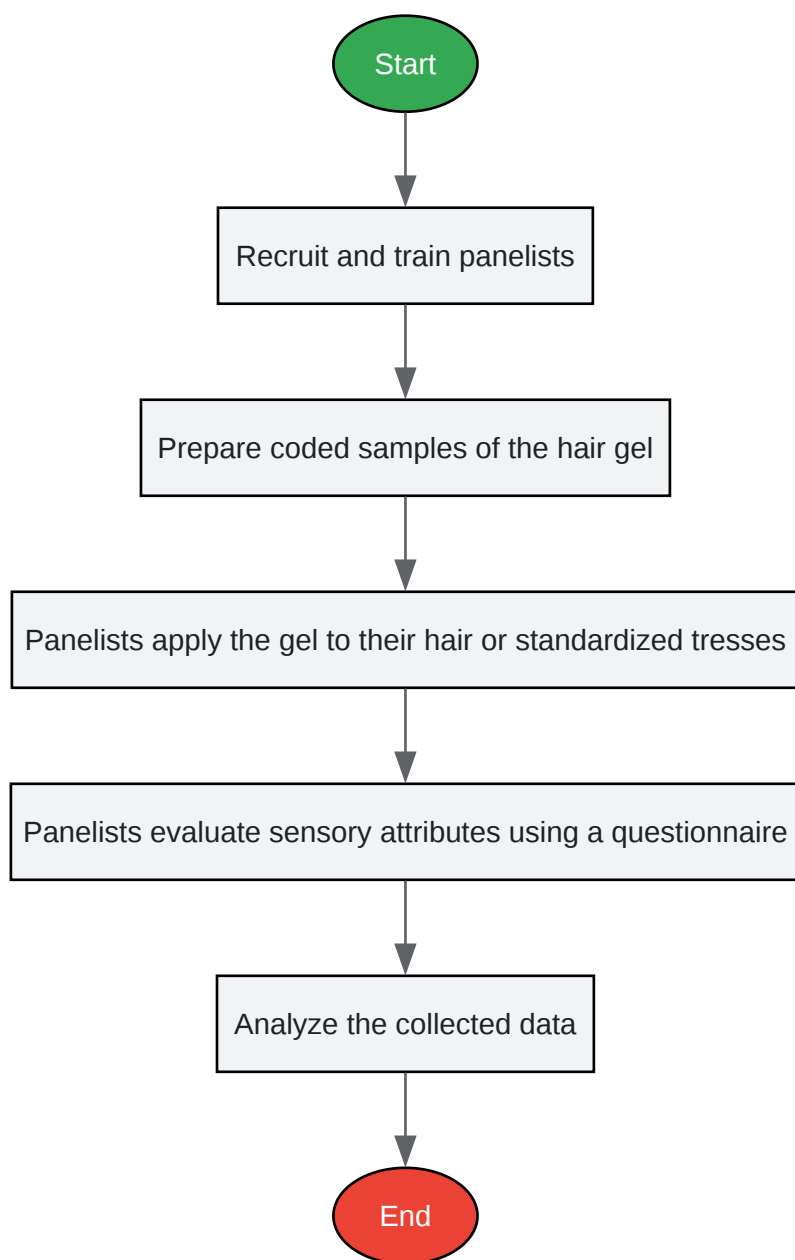 Start
Recruit and train panelists
Prepare coded samples of the hair gel
Panelists apply the gel to their hair or standardized tresses
Panelists evaluate sensory attributes using a questionnaire
Analyze the collected data
End